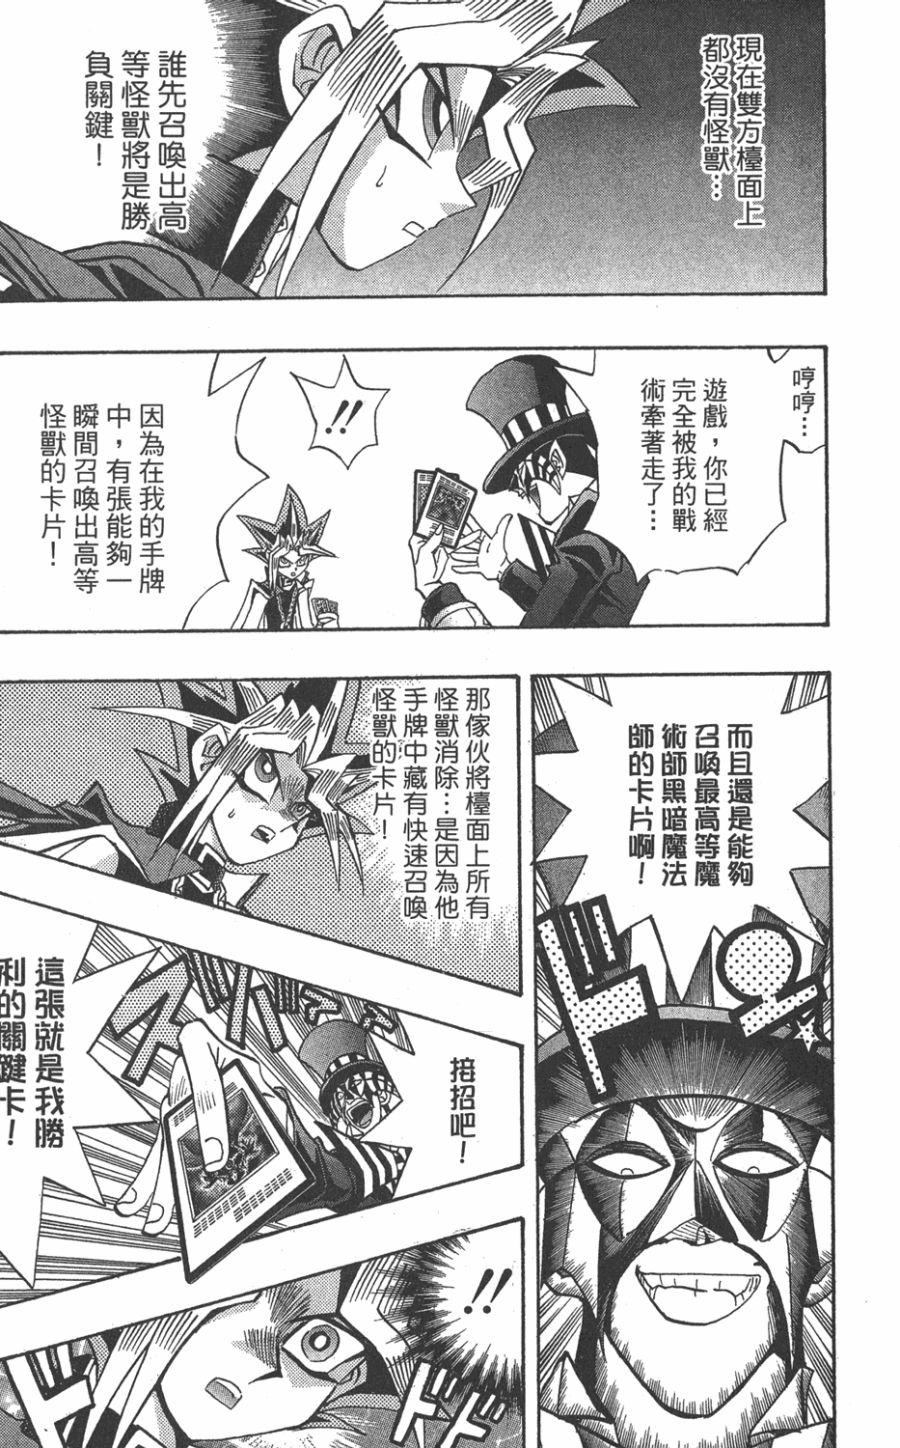 現在雙方檯面上
都沒有怪獸…
誰先召喚出高
等怪獸將是勝
負關鍵！
哼哼…
遊戲，你已經
完全被我的戰
術牽著走了…
!!
因為在我的手牌
中，有張能夠一
瞬間召喚出高等
怪獸的卡片！
而且還是能夠
召喚最高等魔
術師黑暗魔法
師的卡片啊！
ドン
那傢伙將檯面上所有
怪獸消除…是因為他
手牌中藏有快速召喚
怪獸的卡片！
接招吧！
這張就是我勝
利的關鍵卡！
!!
ドドド